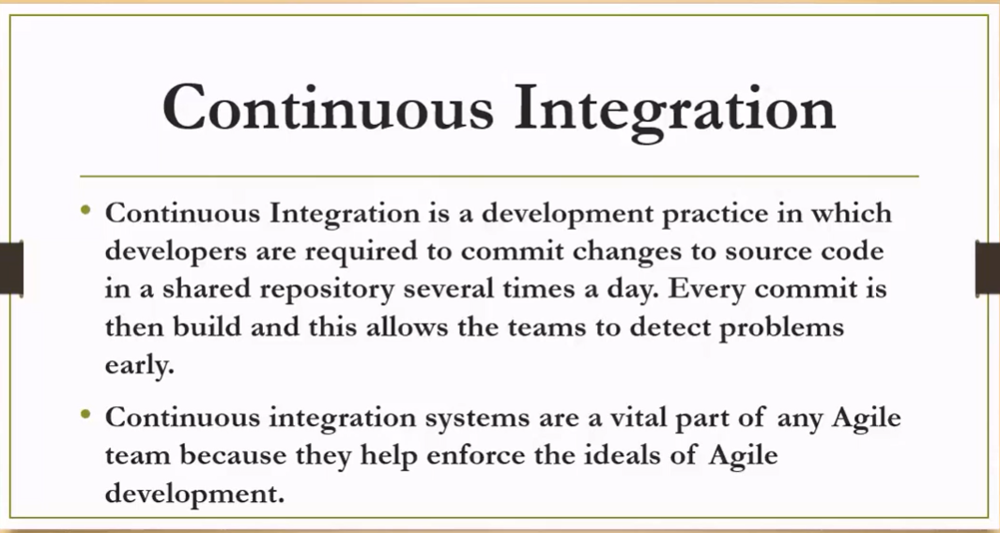 Continuous Integration
• Continuous Integration is a development practice in which
developers are required to commit changes to source code
in a shared repository several times a day. Every commit is
then build and this allows the teams to detect problems
early.
• Continuous integration systems are a vital part of any Agile
team because they help enforce the ideals of Agile
development.